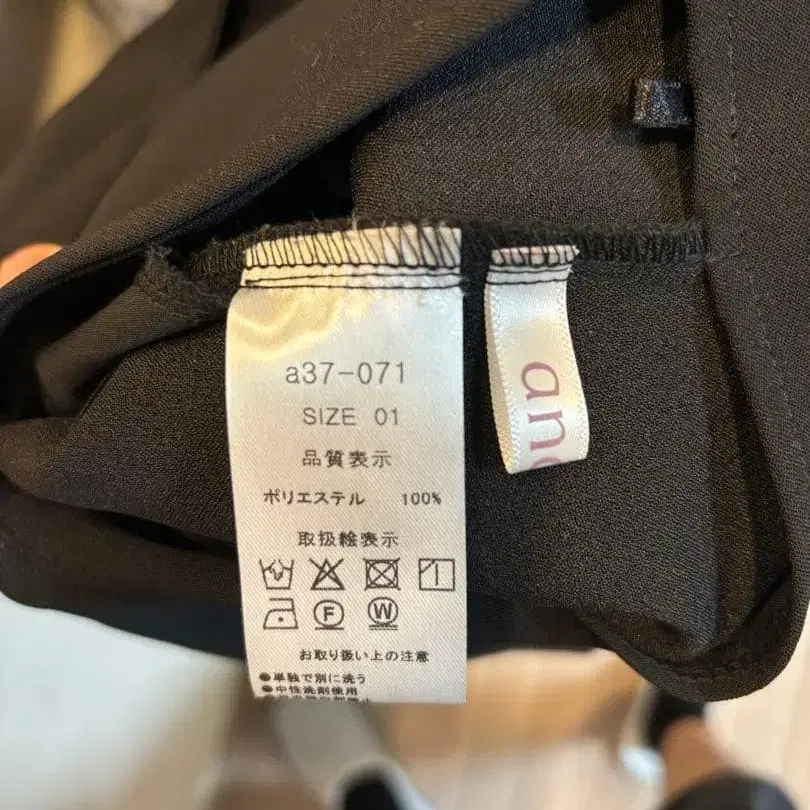 a37-071
SIZE 01
品質表示
ポリエステル 100%
取扱絵表示
F W
お取り扱い上の注意
●単独で別に洗う
●中性洗剤使用
and